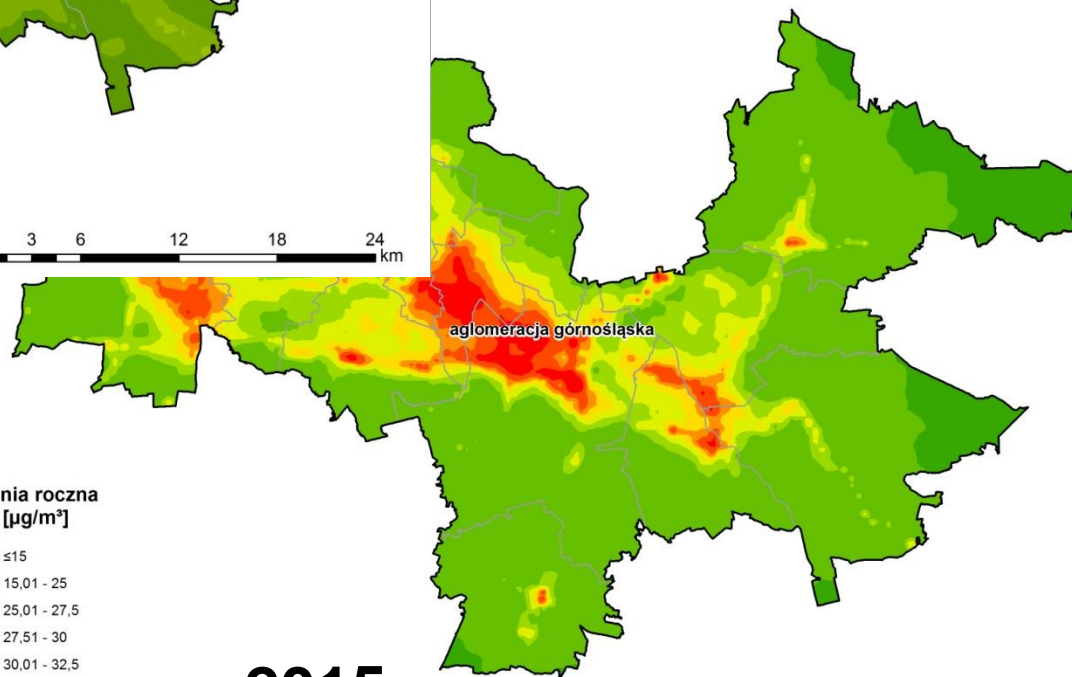 3 6 12 18 24
km
aglomeracja górnośląska
nia roczna
[µg/m³]
≤15
15,01 - 25
25,01 - 27,5
27,51 - 30
30,01 - 32,5
2015